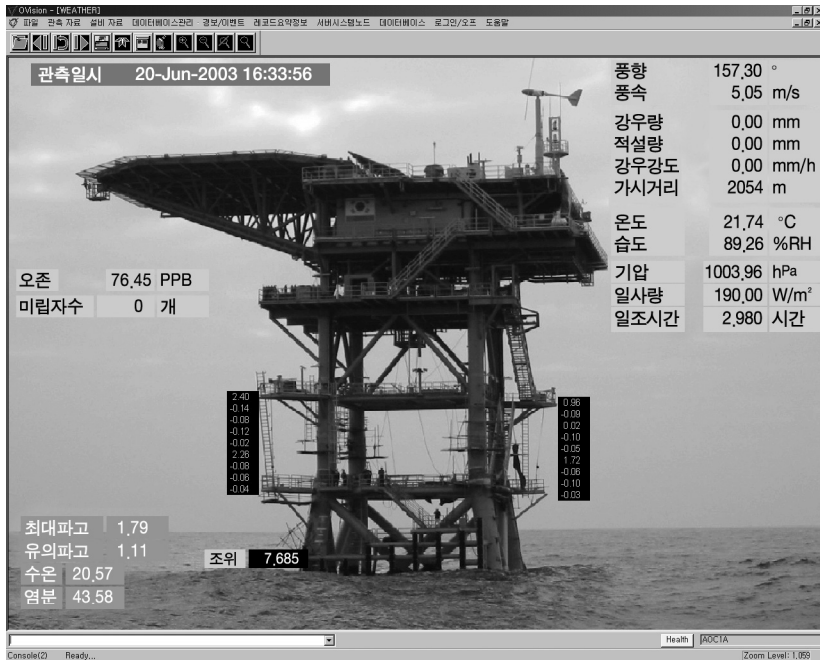 OVision - [WEATHER]
파일 관측 자료 설비 자료 데이터베이스관리 경보/이벤트 레코드요약정보 서버시스템노드 데이터베이스 로그인/오프 도움말
관측일시 20-Jun-2003 16:33:56
풍향 157.30 °
풍속 5.05 m/s
강우량 0.00 mm
적설량 0.00 mm
강우강도 0.00 mm/h
가시거리 2054 m
온도 21.74 °C
습도 89.26 %RH
기압 1003.96 hPa
일사량 190.00 W/m²
일조시간 2.980 시간
오존 76.45 PPB
미립자수 0 개
2.40
-0.14
-0.08
-0.12
-0.02
2.26
-0.08
-0.06
-0.04
0.96
-0.09
0.02
-0.10
-0.05
1.72
-0.06
-0.10
-0.03
최대파고 1.79
유의파고 1.11
수온 20.57
염분 43.58
조위 7.685
Health A0C1A
Console(2) Ready...
Zoom Level: 1.059